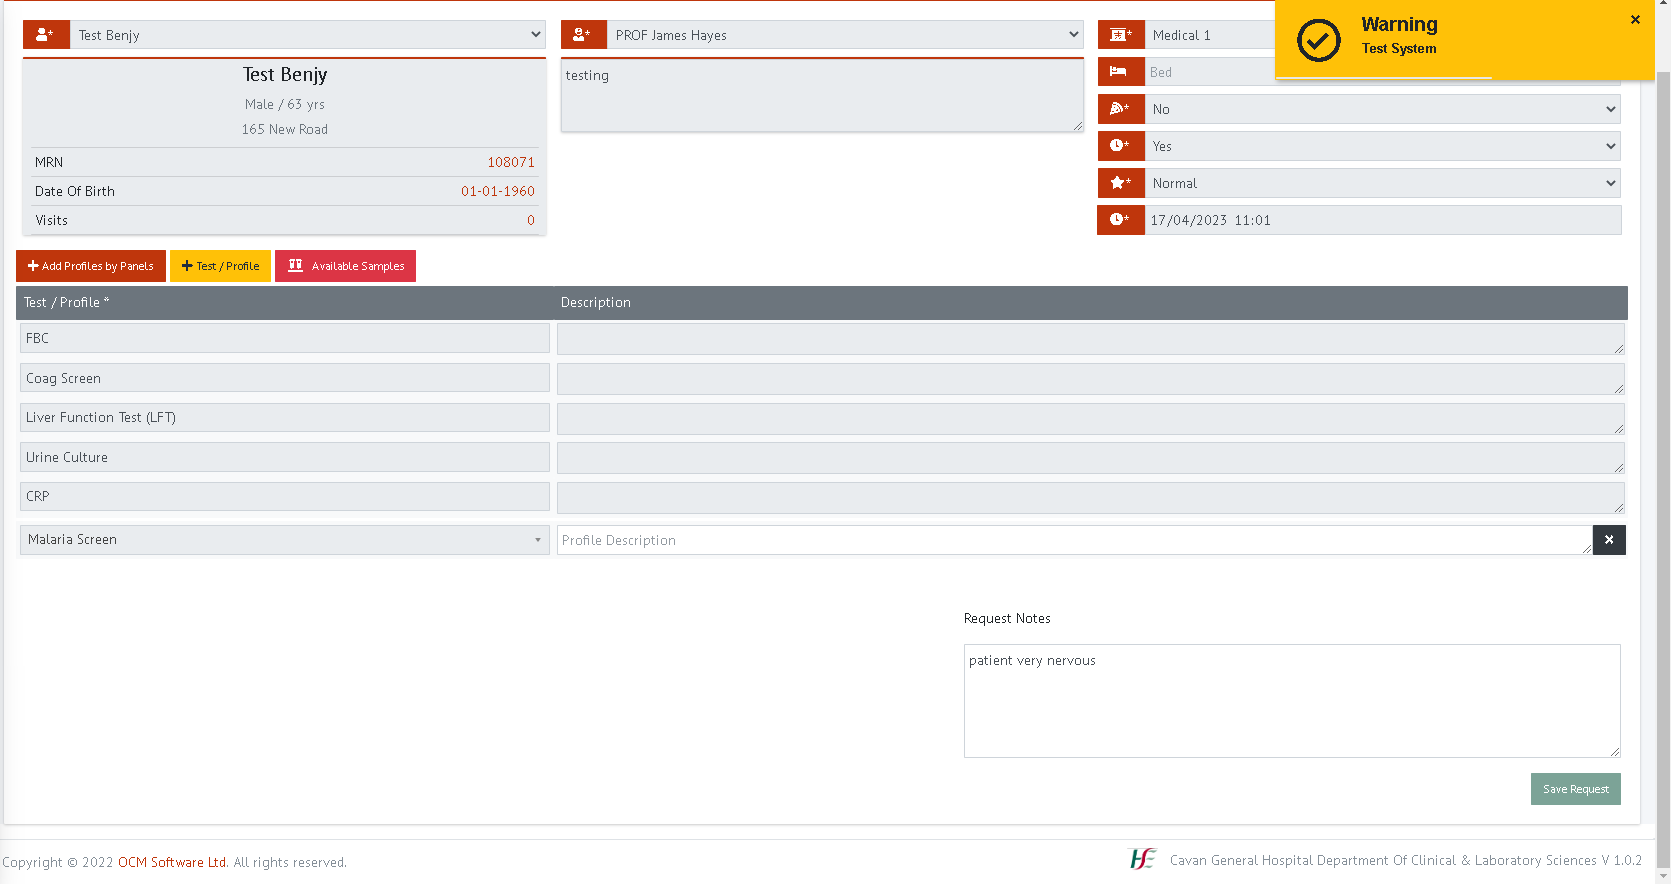 Test Benjy
Test Benjy
Male / 63 yrs
165 New Road
MRN 108071
Date Of Birth 01-01-1960
Visits 0
PROF James Hayes
testing
Medical 1
Bed
No
Yes
Normal
17/04/2023 11:01
Warning
Test System
Add Profiles by Panels
Test / Profile
Available Samples
Test / Profile * Description
FBC
Coag Screen
Liver Function Test (LFT)
Urine Culture
CRP
Malaria Screen Profile Description
Request Notes
patient very nervous
Save Request
Copyright © 2022 OCM Software Ltd. All rights reserved.
Cavan General Hospital Department Of Clinical & Laboratory Sciences V 1.0.2